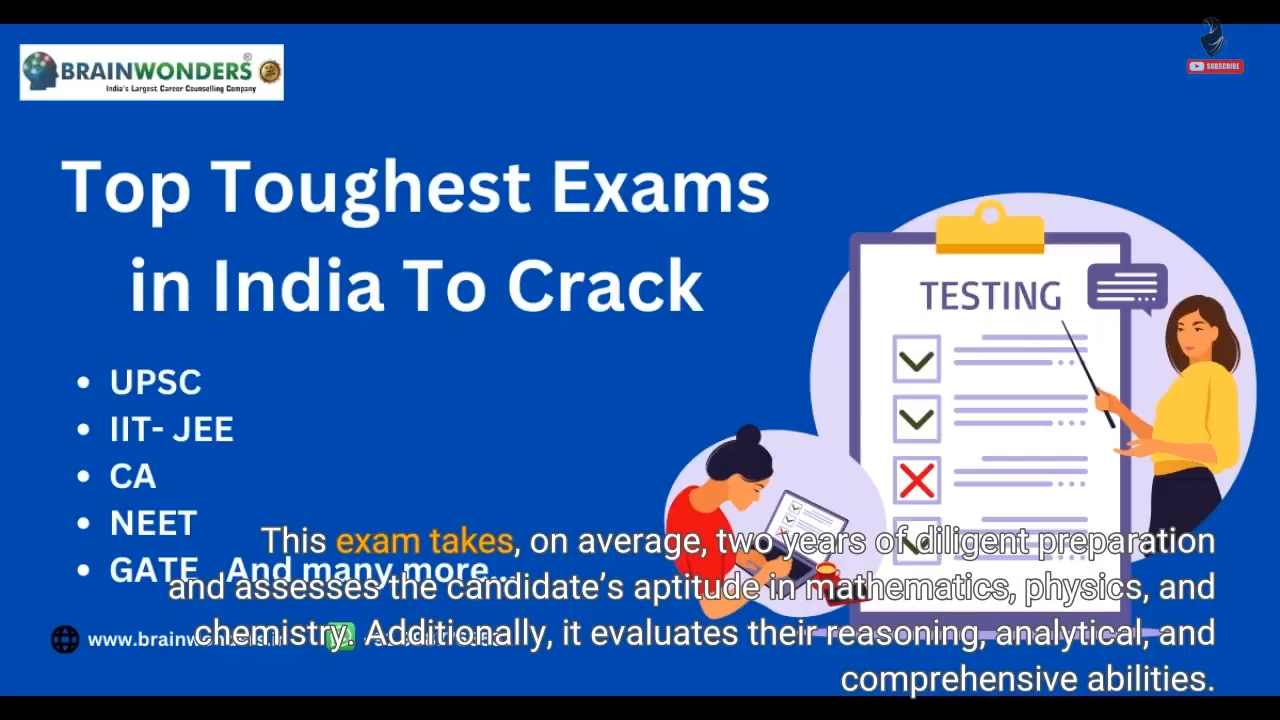 BRAINWONDERS®
India's Largest Career Counselling Company
SUBSCRIBE
Top Toughest Exams
in India To Crack
UPSC
IIT- JEE
CA
NEET
GATE And many more...
TESTING
This exam takes, on average, two years of diligent preparation
and assesses the candidate’s aptitude in mathematics, physics, and
chemistry. Additionally, it evaluates their reasoning, analytical, and
comprehensive abilities.
www.brainwonders.in